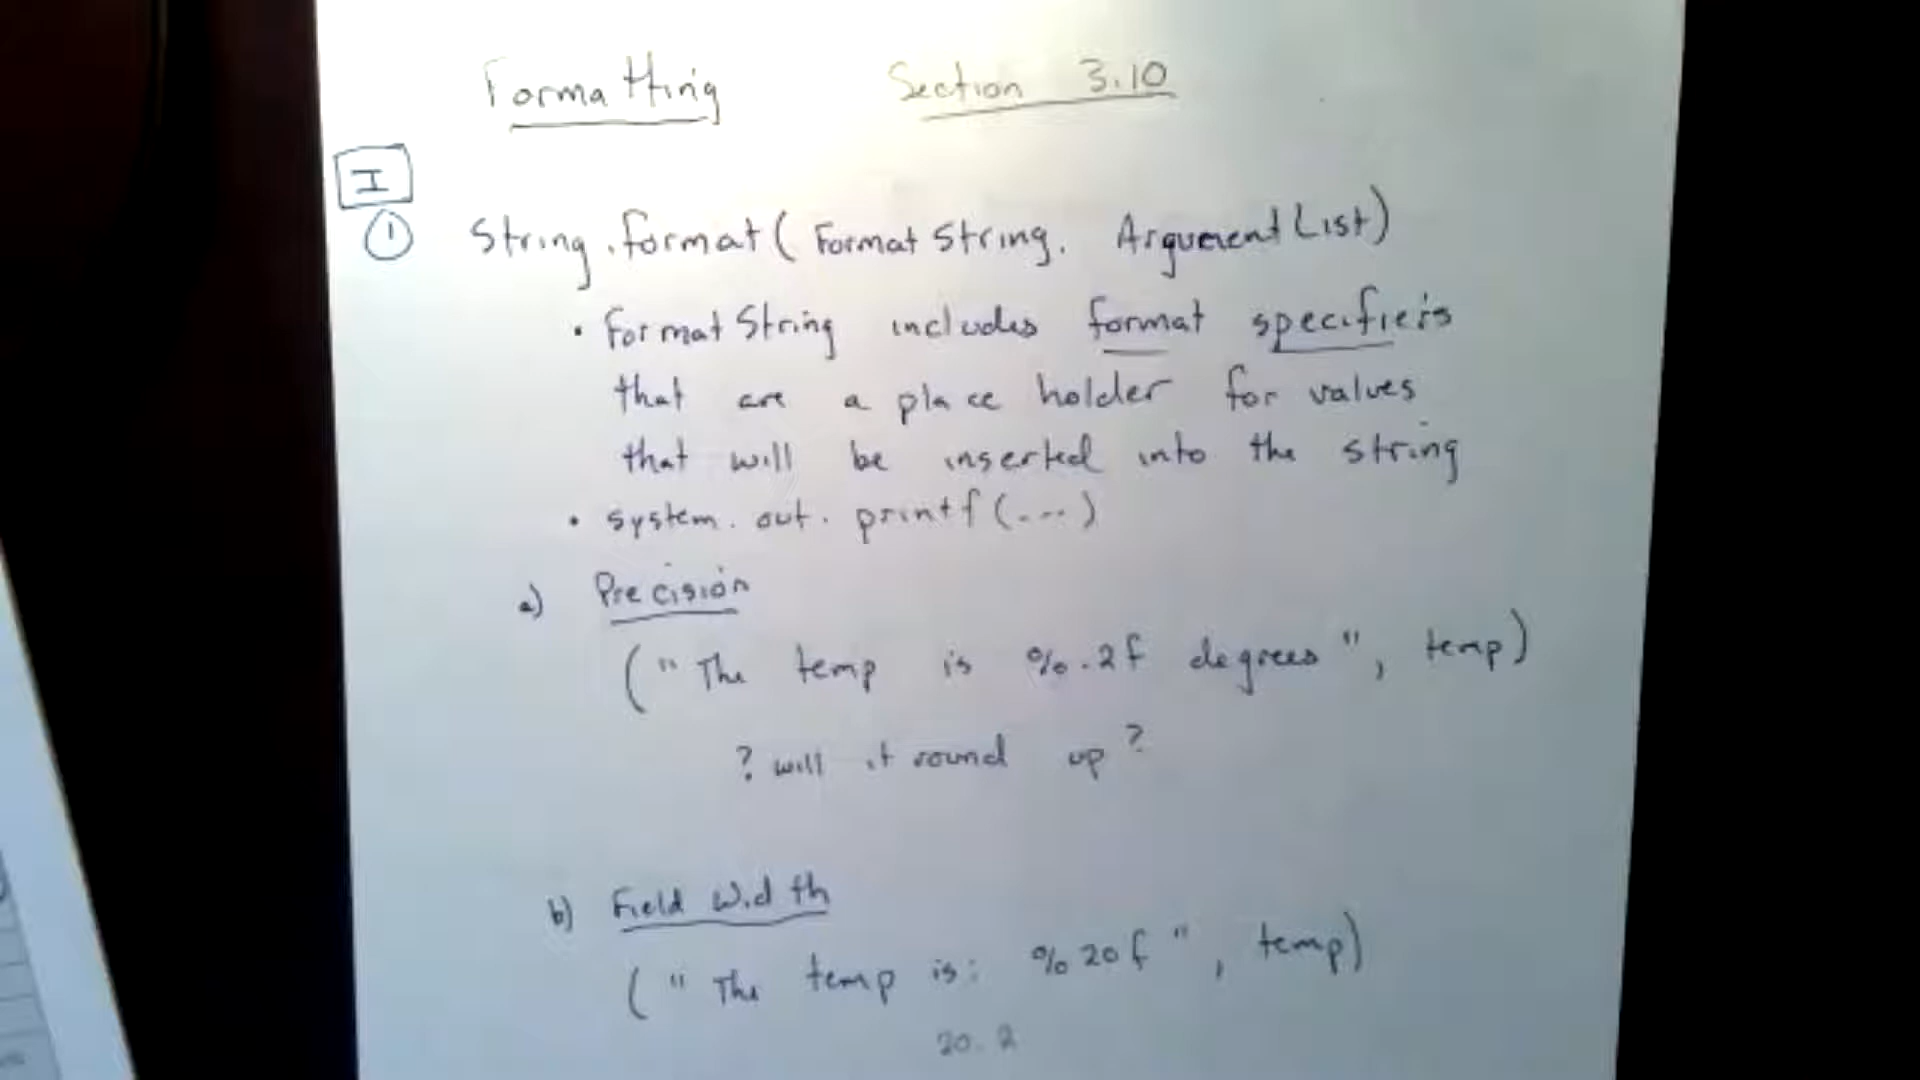 Formatting Section 3.10
I
1 String.format( Format String. Argument List)
• Format String includes format specifiers
that are a place holder for values
that will be inserted into the string
• system.out.printf(...)
a) Precision
("The temp is %.2f degrees", temp)
? will it round up?
b) Field Width
("The temp is: %20f", temp)
20.2